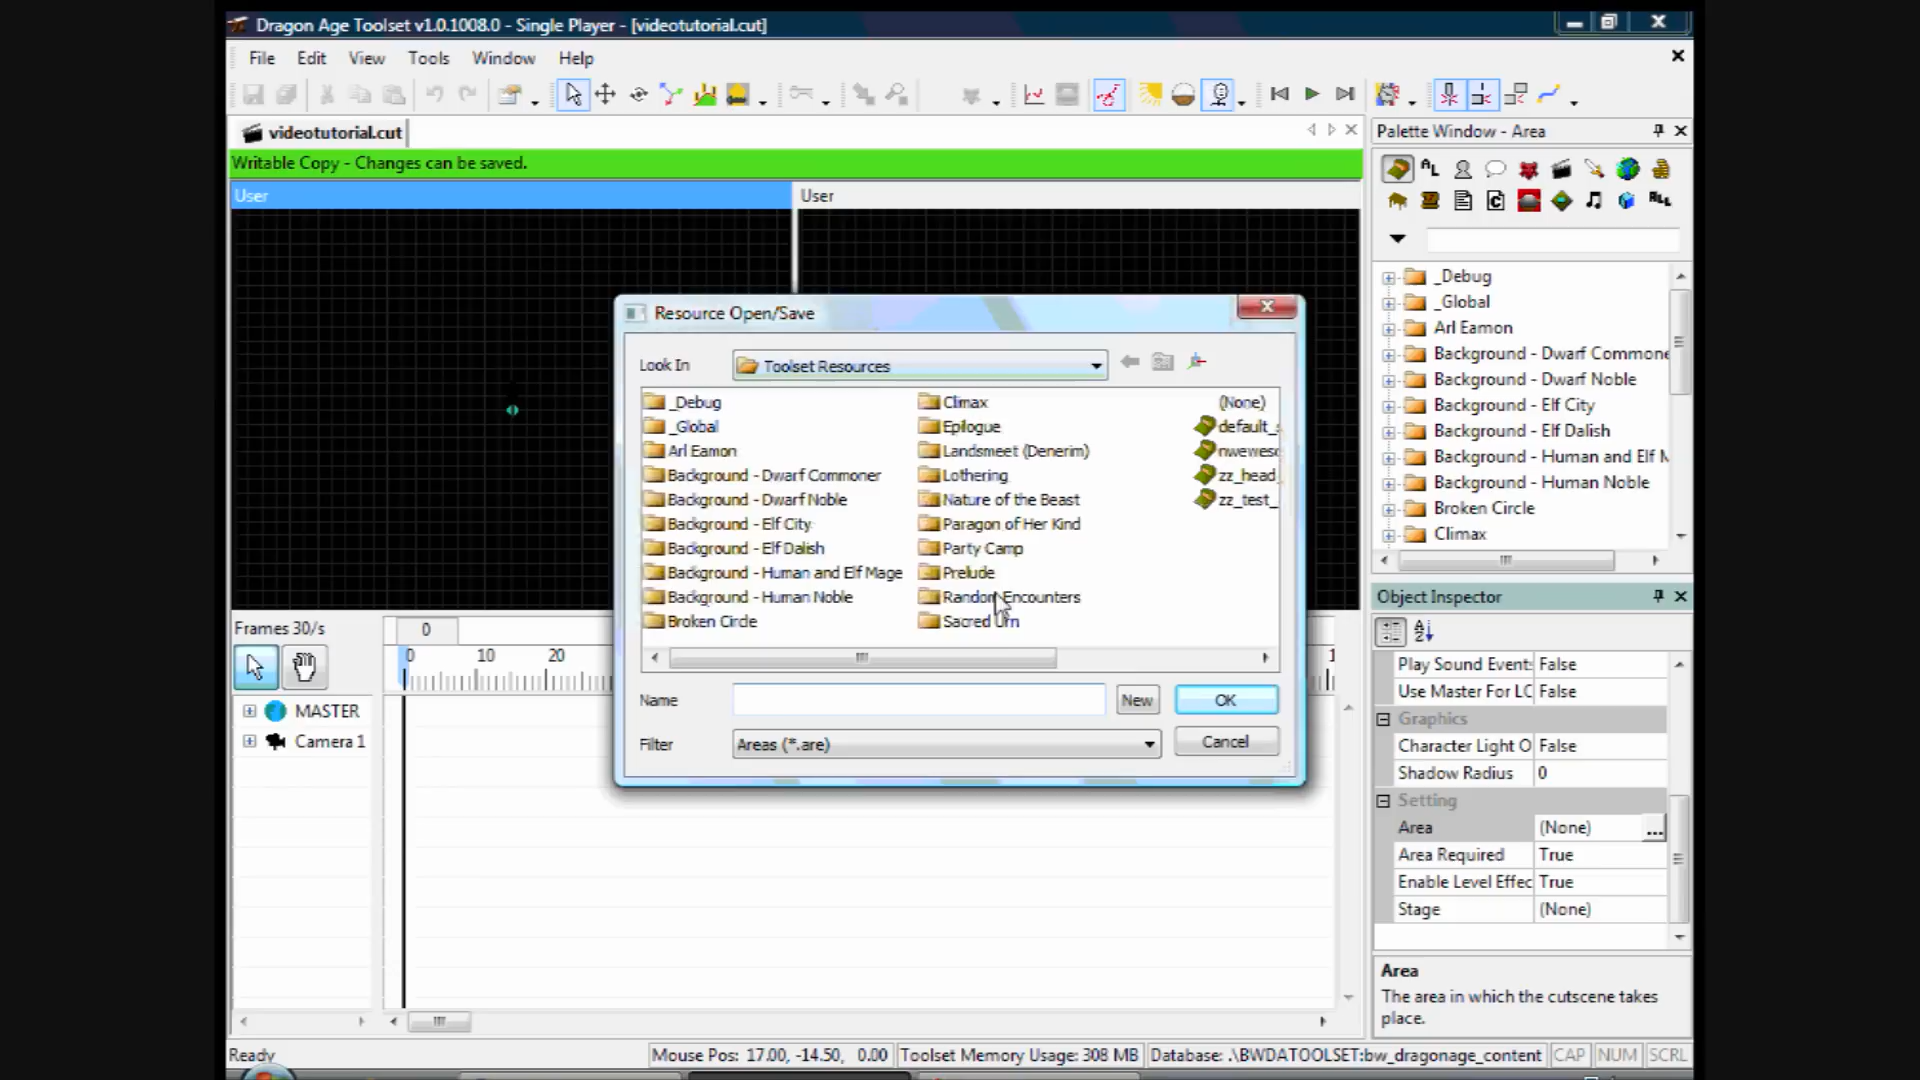 Dragon Age Toolset v1.0.1008.0 - Single Player - [videotutorial.cut]
File Edit View Tools Window Help
videotutorial.cut
Writable Copy - Changes can be saved.
User
User
Resource Open/Save
Look In
Toolset Resources
_Debug
_Global
Arl Eamon
Background - Dwarf Commoner
Background - Dwarf Noble
Background - Elf City
Background - Elf Dalish
Background - Human and Elf Mage
Background - Human Noble
Broken Circle
Climax
Epilogue
Landsmeet (Denerim)
Lothering
Nature of the Beast
Paragon of Her Kind
Party Camp
Prelude
Random Encounters
Sacred Urn
(None)
default_
nwewesc
zz_head_
zz_test_
Name
New
OK
Filter
Areas (*.are)
Cancel
Frames 30/s
0
0 10 20
1
MASTER
Camera 1
Palette Window - Area
_Debug
_Global
Arl Eamon
Background - Dwarf Commone
Background - Dwarf Noble
Background - Elf City
Background - Elf Dalish
Background - Human and Elf M
Background - Human Noble
Broken Circle
Climax
Object Inspector
Play Sound Event: False
Use Master For LC False
Graphics
Character Light O False
Shadow Radius 0
Setting
Area (None) ...
Area Required True
Enable Level Effec True
Stage (None)
Area
The area in which the cutscene takes
place.
Ready
Mouse Pos: 17.00, -14.50, 0.00
Toolset Memory Usage: 308 MB
Database: .\BWDATOOLSET:bw_dragonage_content
CAP NUM SCRL